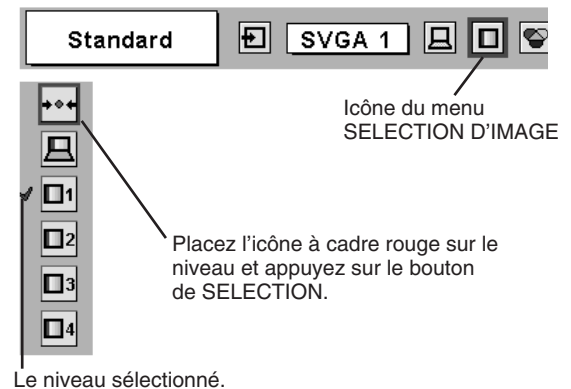 Standard
SVGA 1
Icône du menu
SELECTION D'IMAGE
1
2
3
4
Placez l'icône à cadre rouge sur le
niveau et appuyez sur le bouton
de SELECTION.
Le niveau sélectionné.